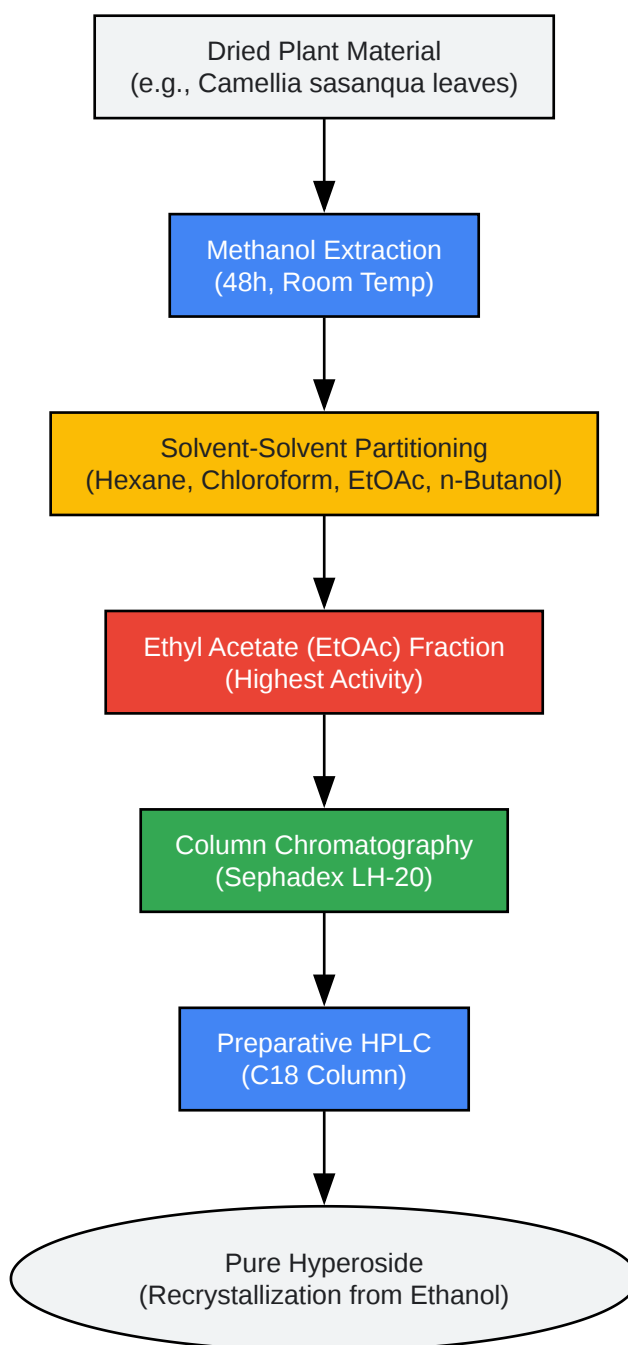 Dried Plant Material
(e.g., Camellia sasanqua leaves)
Methanol Extraction
(48h, Room Temp)
Solvent-Solvent Partitioning
(Hexane, Chloroform, EtOAc, n-Butanol)
Ethyl Acetate (EtOAc) Fraction
(Highest Activity)
Column Chromatography
(Sephadex LH-20)
Preparative HPLC
(C18 Column)
Pure Hyperoside
(Recrystallization from Ethanol)